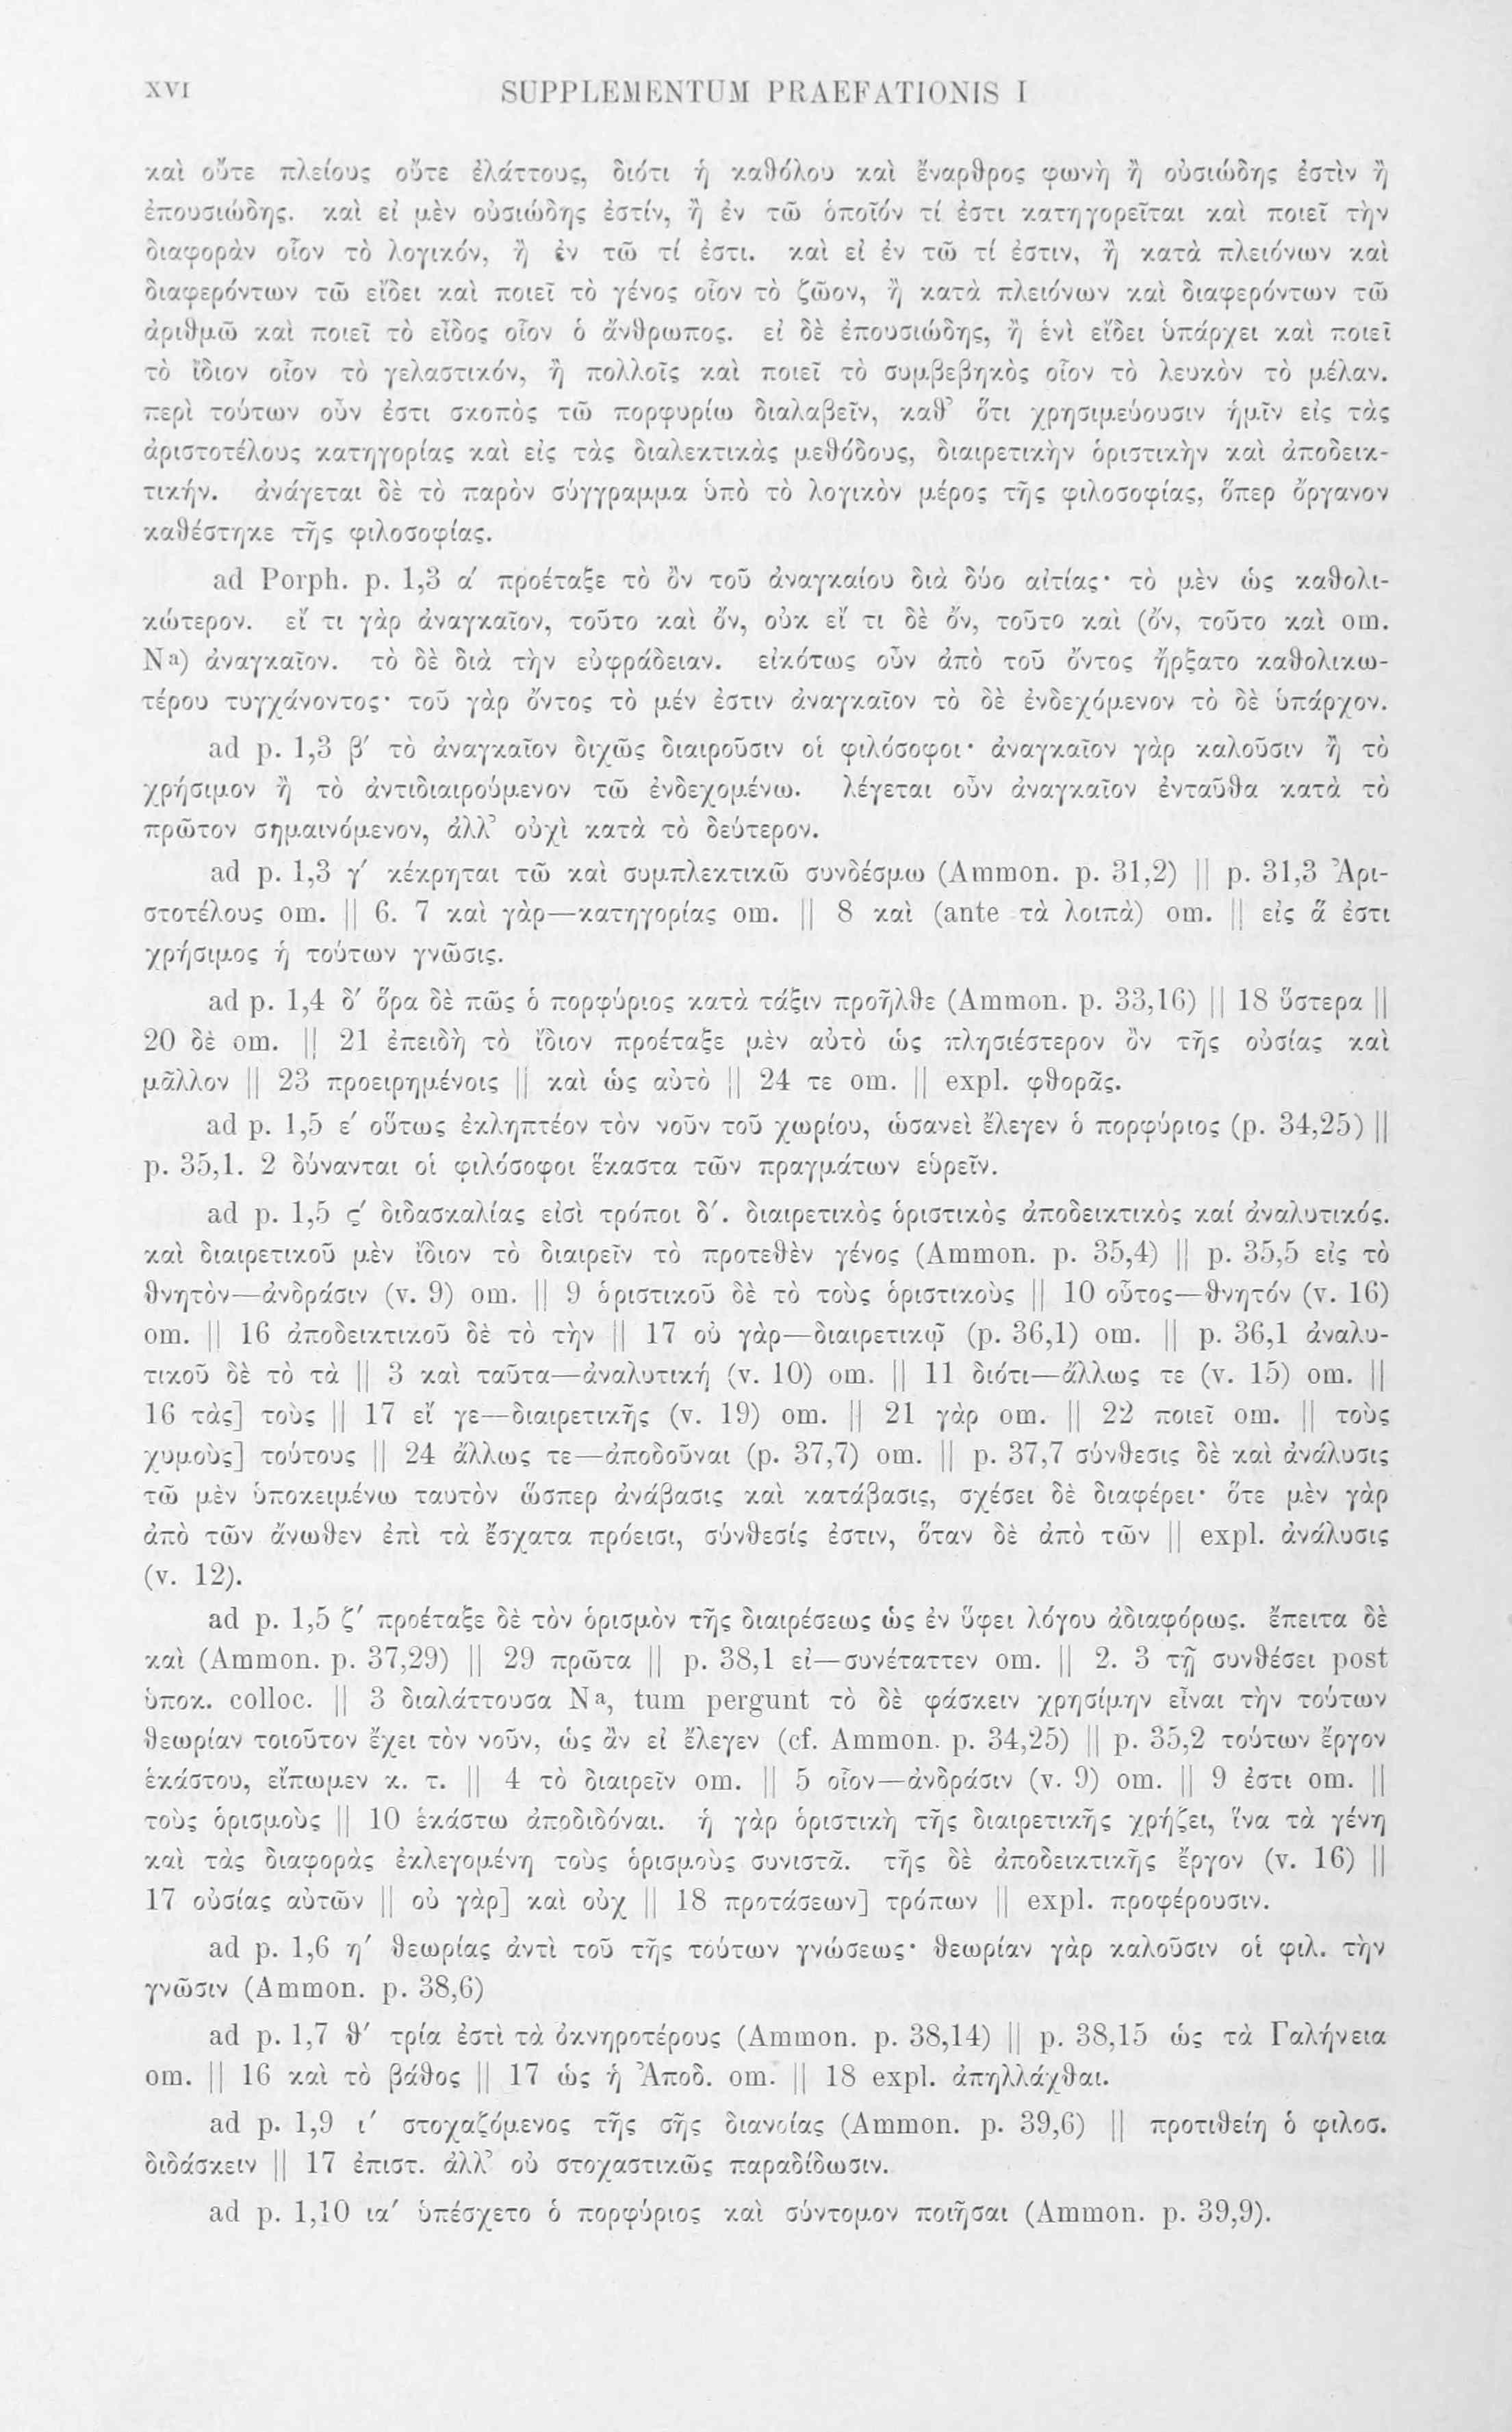 XVI SUPPLEMENTUM PRAEFATIONIS I
καὶ οὔτε πλείους οὔτε ἐλάττους, διότι ἡ καθόλου καὶ ἔναρθρος φωνὴ ἢ οὐσιώδης ἐστὶν ἢ
ἐπουσιώδης. καὶ εἰ μὲν οὐσιώδης ἐστίν, ἢ ἐν τῶ ὁποῖόν τί ἐστι κατηγορεῖται καὶ ποιεῖ τὴν
διαφορὰν οἷον τὸ λογικόν, ἢ ἐν τῶ τί ἐστι. καὶ εἰ ἐν τῶ τί ἐστιν, ἢ κατὰ πλειόνων καὶ
διαφερόντων τῶ εἴδει καὶ ποιεῖ τὸ γένος οἷον τὸ ζῶον, ἢ κατὰ πλειόνων καὶ διαφερόντων τῶ
ἀριθμῶ καὶ ποιεῖ τὸ εἶδος οἷον ὁ ἄνθρωπος. εἰ δὲ ἐπουσιώδης, ἢ ἑνὶ εἴδει ὑπάρχει καὶ ποιεῖ
τὸ ἴδιον οἷον τὸ γελαστικόν, ἢ πολλοῖς καὶ ποιεῖ τὸ συμβεβηκὸς οἷον τὸ λευκὸν τὸ μέλαν.
περὶ τούτων οὖν ἐστι σκοπὸς τῶ πορφυρίω διαλαβεῖν, καθ᾽ ὅτι χρησιμεύουσιν ἡμῖν εἰς τὰς
ἀριστοτέλους κατηγορίας καὶ εἰς τὰς διαλεκτικὰς μεθόδους, διαιρετικὴν ὁριστικὴν καὶ ἀποδεικ-
τικήν. ἀνάγεται δὲ τὸ παρὸν σύγγραμμα ὑπὸ τὸ λογικὸν μέρος τῆς φιλοσοφίας, ὅπερ ὄργανον
καθέστηκε τῆς φιλοσοφίας.
ad Porph. p. 1,3 α′ προέταξε τὸ ὂν τοῦ ἀναγκαίου διὰ δύο αἰτίας· τὸ μὲν ὡς καθολι-
κώτερον. εἴ τι γὰρ ἀναγκαῖον, τοῦτο καὶ ὄν, οὐκ εἴ τι δὲ ὄν, τοῦτο καὶ (ὄν, τοῦτο καὶ om.
Na) ἀναγκαῖον. τὸ δὲ διὰ τὴν εὐφράδειαν. εἰκότως οὖν ἀπὸ τοῦ ὄντος ἤρξατο καθολικω-
τέρου τυγχάνοντος· τοῦ γὰρ ὄντος τὸ μέν ἐστιν ἀναγκαῖον τὸ δὲ ἐνδεχόμενον τὸ δὲ ὑπάρχον.
ad p. 1,3 β′ τὸ ἀναγκαῖον διχῶς διαιροῦσιν οἱ φιλόσοφοι· ἀναγκαῖον γὰρ καλοῦσιν ἢ τὸ
χρήσιμον ἢ τὸ ἀντιδιαιρούμενον τῶ ἐνδεχομένω. λέγεται οὖν ἀναγκαῖον ἐνταῦθα κατὰ τὸ
πρῶτον σημαινόμενον, ἀλλ᾽ οὐχὶ κατὰ τὸ δεύτερον.
ad p. 1,3 γ′ κέκρηται τῶ καὶ συμπλεκτικῶ συνδέσμω (Ammon. p. 31,2) || p. 31,3 Ἀρι-
στοτέλους om. || 6. 7 καὶ γὰρ—κατηγορίας om. || 8 καὶ (ante τὰ λοιπὰ) om. || εἰς ἅ ἐστι
χρήσιμος ἡ τούτων γνῶσις.
ad p. 1,4 δ′ ὅρα δὲ πῶς ὁ πορφύριος κατὰ τάξιν προῆλθε (Ammon. p. 33,16) || 18 ὕστερα ||
20 δὲ om. || 21 ἐπειδὴ τὸ ἴδιον προέταξε μὲν αὐτὸ ὡς πλησιέστερον ὂν τῆς οὐσίας καὶ
μᾶλλον || 23 προειρημένοις || καὶ ὡς αὐτὸ || 24 τε om. || expl. φθορᾶς.
ad p. 1,5 ε′ οὕτως ἐκληπτέον τὸν νοῦν τοῦ χωρίου, ὡσανεὶ ἔλεγεν ὁ πορφύριος (p. 34,25) ||
p. 35,1. 2 δύνανται οἱ φιλόσοφοι ἕκαστα τῶν πραγμάτων εὑρεῖν.
ad p. 1,5 ς′ διδασκαλίας εἰσὶ τρόποι δ′. διαιρετικὸς ὁριστικὸς ἀποδεικτικὸς καί ἀναλυτικός.
καὶ διαιρετικοῦ μὲν ἴδιον τὸ διαιρεῖν τὸ προτεθὲν γένος (Ammon. p. 35,4) || p. 35,5 εἰς τὸ
θνητὸν—ἀνδράσιν (v. 9) om. || 9 ὁριστικοῦ δὲ τὸ τοὺς ὁριστικοὺς || 10 οὗτος—θνητόν (v. 16)
om. || 16 ἀποδεικτικοῦ δὲ τὸ τὴν || 17 οὐ γὰρ—διαιρετικῷ (p. 36,1) om. || p. 36,1 ἀναλυ-
τικοῦ δὲ τὸ τὰ || 3 καὶ ταῦτα—ἀναλυτική (v. 10) om. || 11 διότι—ἄλλως τε (v. 15) om. ||
16 τὰς] τοὺς || 17 εἴ γε—διαιρετικῆς (v. 19) om. || 21 γὰρ om. || 22 ποιεῖ om. || τοὺς
χυμοὺς] τούτους || 24 ἄλλως τε—ἀποδοῦναι (p. 37,7) om. || p. 37,7 σύνθεσις δὲ καὶ ἀνάλυσις
τῶ μὲν ὑποκειμένω ταυτὸν ὥσπερ ἀνάβασις καὶ κατάβασις, σχέσει δὲ διαφέρει· ὅτε μὲν γὰρ
ἀπὸ τῶν ἄνωθεν ἐπὶ τὰ ἔσχατα πρόεισι, σύνθεσίς ἐστιν, ὅταν δὲ ἀπὸ τῶν || expl. ἀνάλυσις
(v. 12).
ad p. 1,5 ζ′ προέταξε δὲ τὸν ὁρισμὸν τῆς διαιρέσεως ὡς ἐν ὕφει λόγου ἀδιαφόρως. ἔπειτα δὲ
καὶ (Ammon. p. 37,29) || 29 πρῶτα || p. 38,1 εἰ—συνέταττεν om. || 2. 3 τῇ συνθέσει post
ὑποκ. colloc. || 3 διαλάττουσα Na, tum pergunt τὸ δὲ φάσκειν χρησίμην εἶναι τὴν τούτων
θεωρίαν τοιοῦτον ἔχει τὸν νοῦν, ὡς ἂν εἰ ἔλεγεν (cf. Ammon. p. 34,25) || p. 35,2 τούτων ἔργον
ἑκάστου, εἴπωμεν κ. τ. || 4 τὸ διαιρεῖν om. || 5 οἷον—ἀνδράσιν (v. 9) om. || 9 ἐστι om. ||
τοὺς ὁρισμοὺς || 10 ἑκάστω ἀποδιδόναι. ἡ γὰρ ὁριστικὴ τῆς διαιρετικῆς χρήζει, ἵνα τὰ γένη
καὶ τὰς διαφορὰς ἐκλεγομένη τοὺς ὁρισμοὺς συνιστᾶ. τῆς δὲ ἀποδεικτικῆς ἔργον (v. 16) ||
17 οὐσίας αὐτῶν || οὐ γὰρ] καὶ οὐχ || 18 προτάσεων] τρόπων || expl. προφέρουσιν.
ad p. 1,6 η′ θεωρίας ἀντὶ τοῦ τῆς τούτων γνώσεως· θεωρίαν γὰρ καλοῦσιν οἱ φιλ. τὴν
γνῶσιν (Ammon. p. 38,6)
ad p. 1,7 θ′ τρία ἐστὶ τὰ ὀκνηροτέρους (Ammon. p. 38,14) || p. 38,15 ὡς τὰ Γαλήνεια
om. || 16 καὶ τὸ βάθος || 17 ὡς ἡ Ἀποδ. om. || 18 expl. ἀπηλλάχθαι.
ad p. 1,9 ι′ στοχαζόμενος τῆς σῆς διανοίας (Ammon. p. 39,6) || προτιθείη ὁ φιλοσ.
διδάσκειν || 17 ἐπιστ. ἀλλ᾽ οὐ στοχαστικῶς παραδίδωσιν.
ad p. 1,10 ια′ ὑπέσχετο ὁ πορφύριος καὶ σύντομον ποιῆσαι (Ammon. p. 39,9).